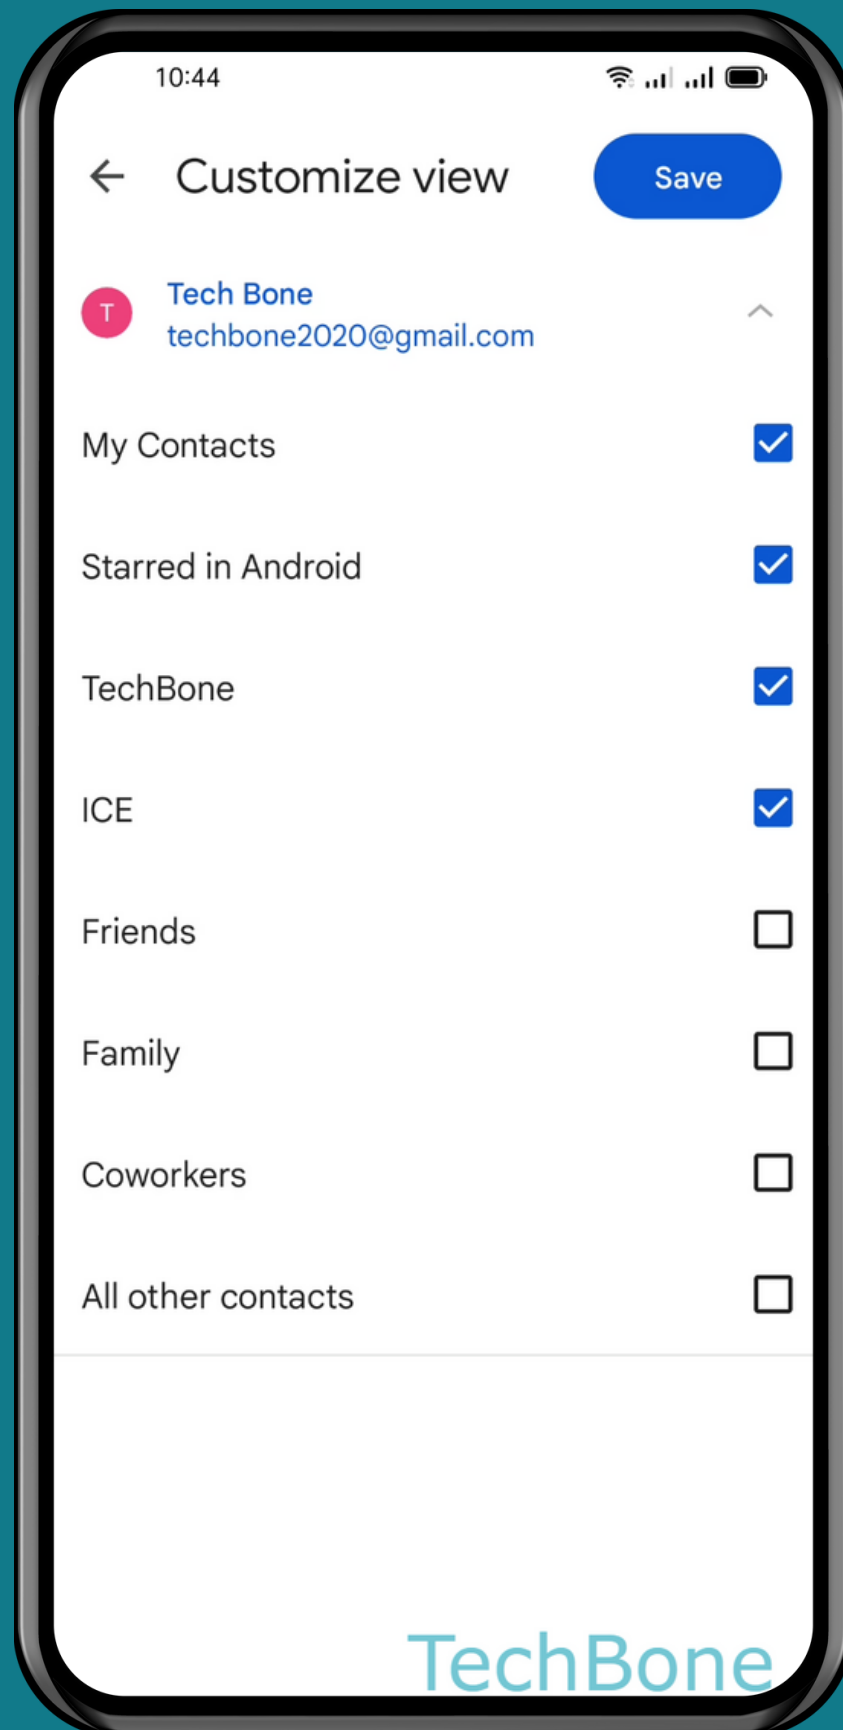 10:44
Customize view
Save
T
Tech Bone
techbone2020@gmail.com
My Contacts
Starred in Android
TechBone
ICE
Friends
Family
Coworkers
All other contacts
TechBone